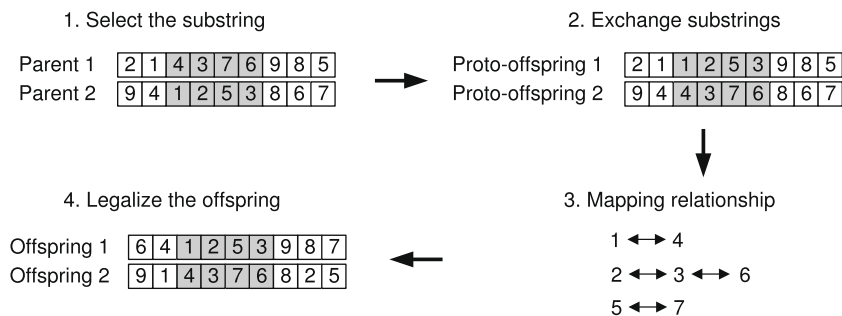 1. Select the substring
Parent 1 2 1 4 3 7 6 9 8 5
Parent 2 9 4 1 2 5 3 8 6 7
2. Exchange substrings
Proto-offspring 1 2 1 1 2 5 3 9 8 5
Proto-offspring 2 9 4 4 3 7 6 8 6 7
3. Mapping relationship
1 ↔ 4
2 ↔ 3 ↔ 6
5 ↔ 7
4. Legalize the offspring
Offspring 1 6 4 1 2 5 3 9 8 7
Offspring 2 9 1 4 3 7 6 8 2 5